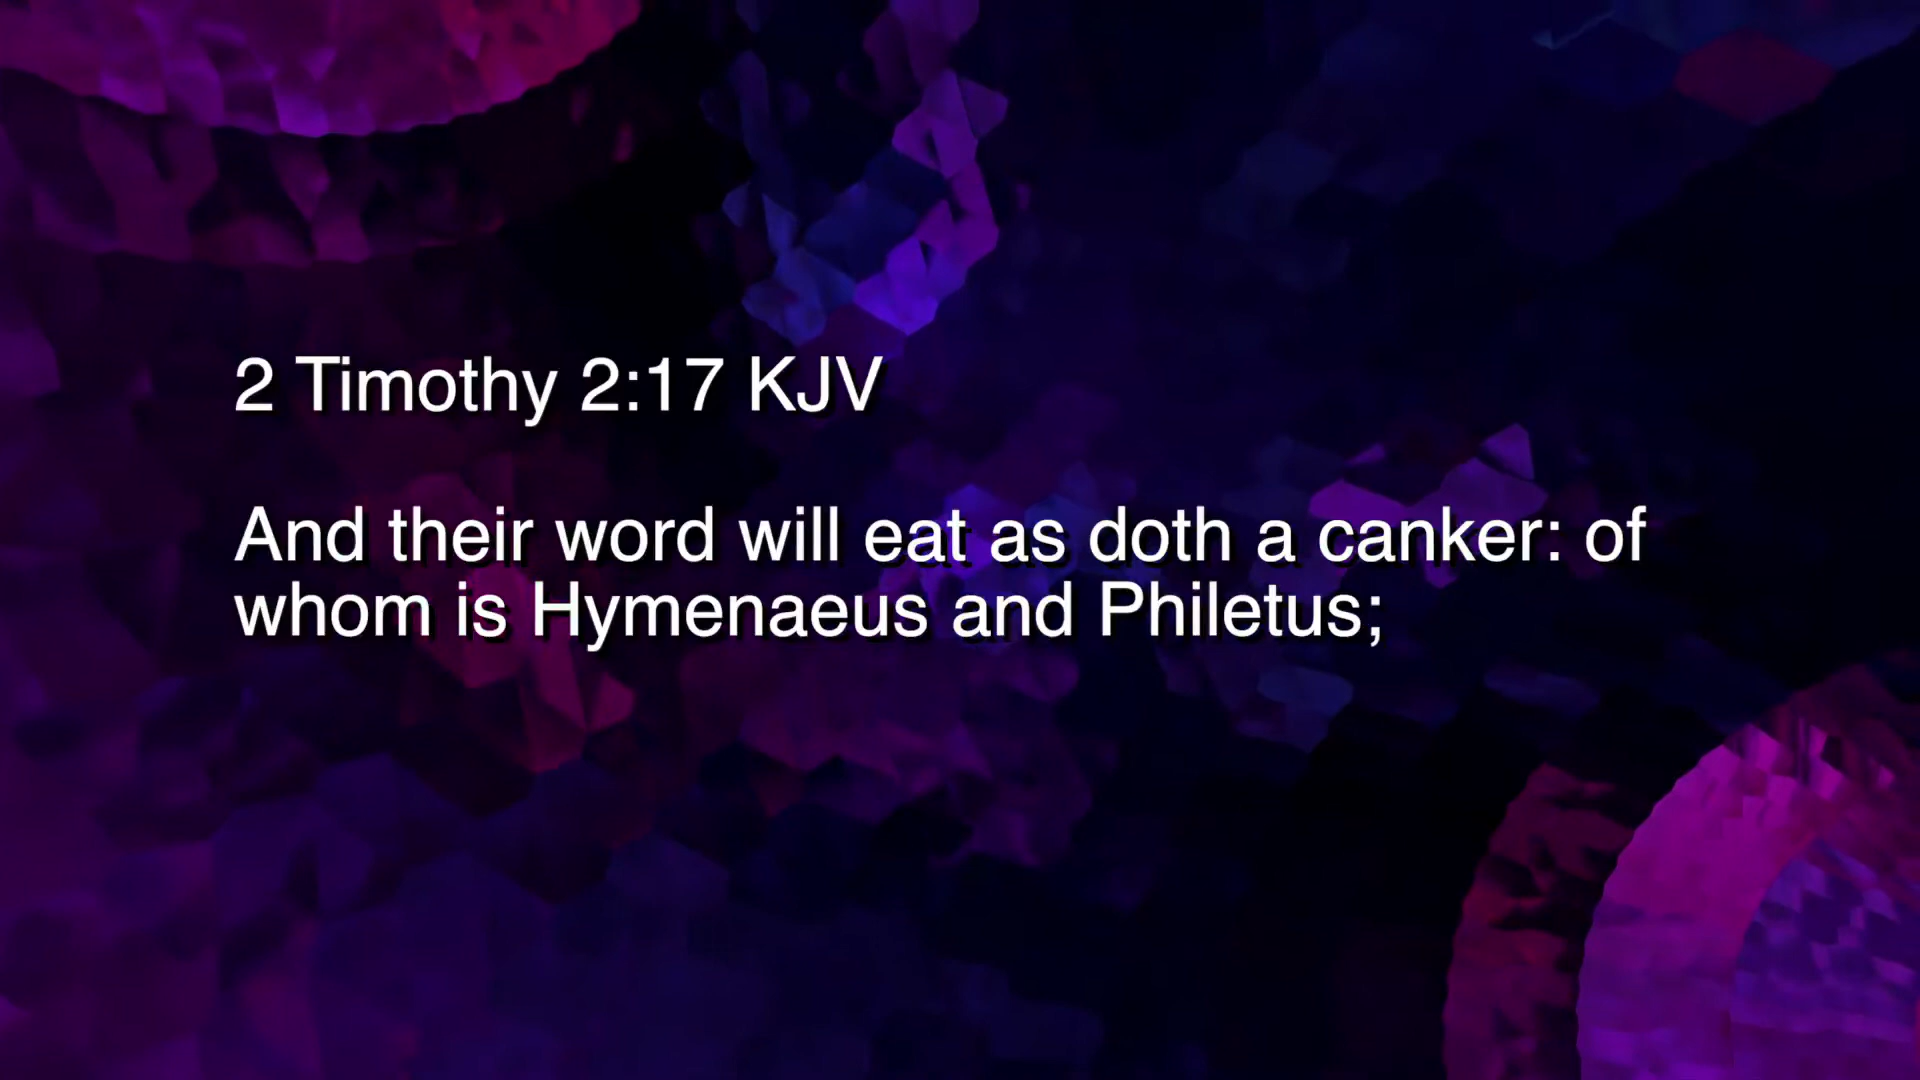 2 Timothy 2:17 KJV
And their word will eat as doth a canker: of
whom is Hymenaeus and Philetus;